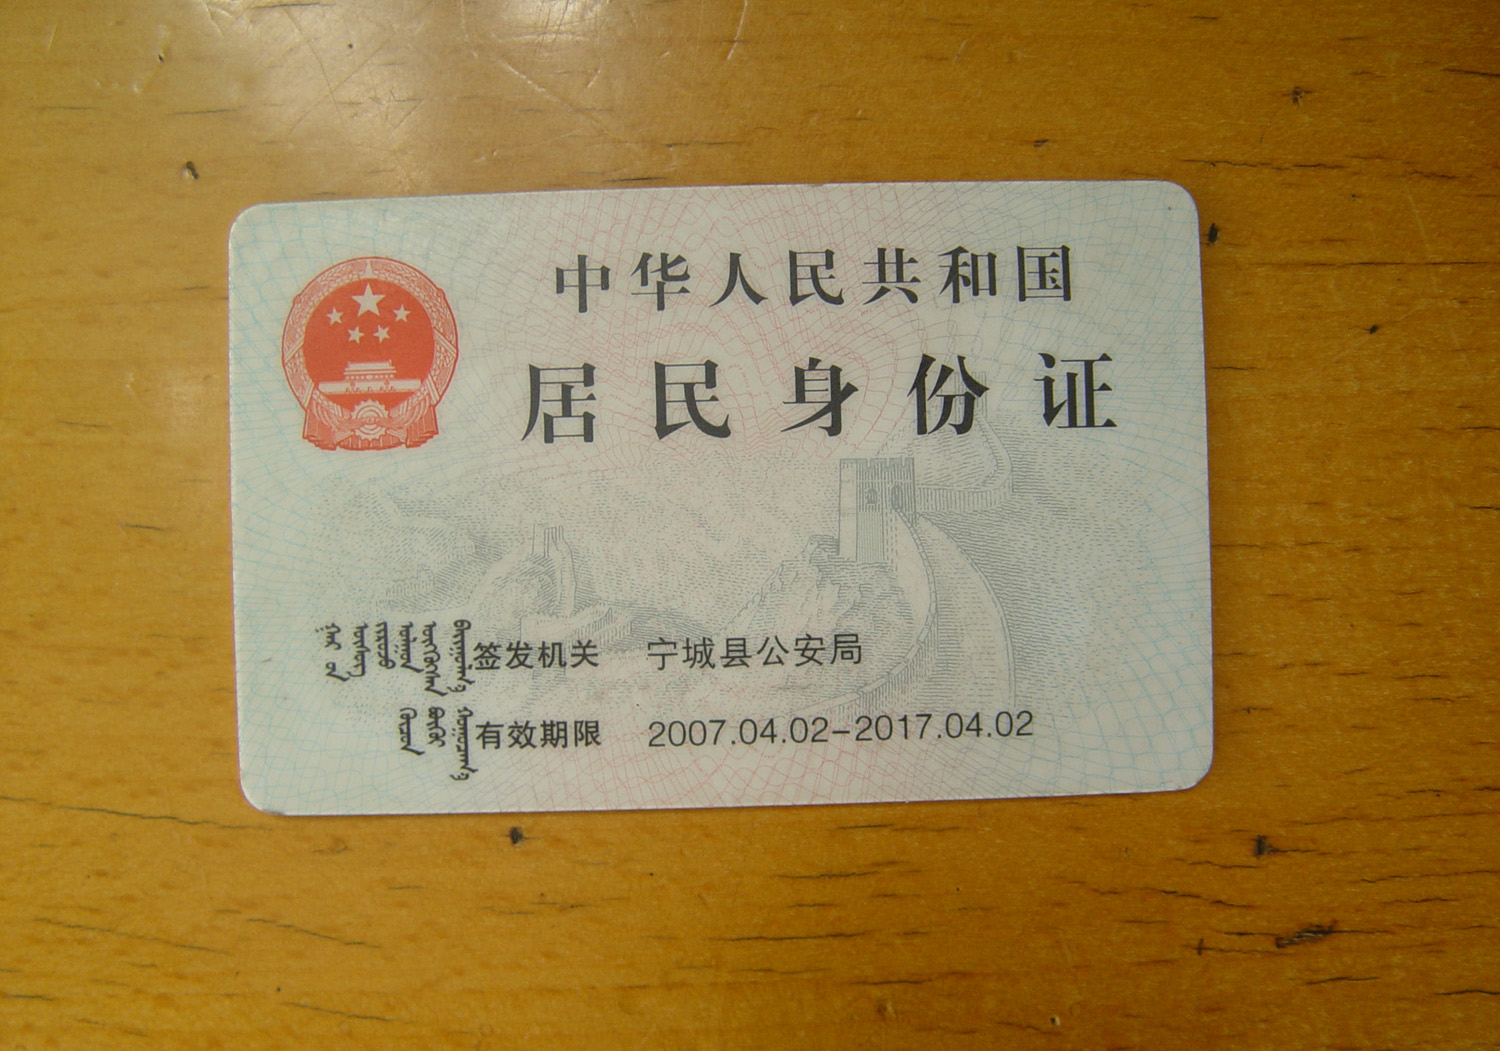 中华人民共和国
居民身份证
签发机关 宁城县公安局
有效期限 2007.04.02-2017.04.02